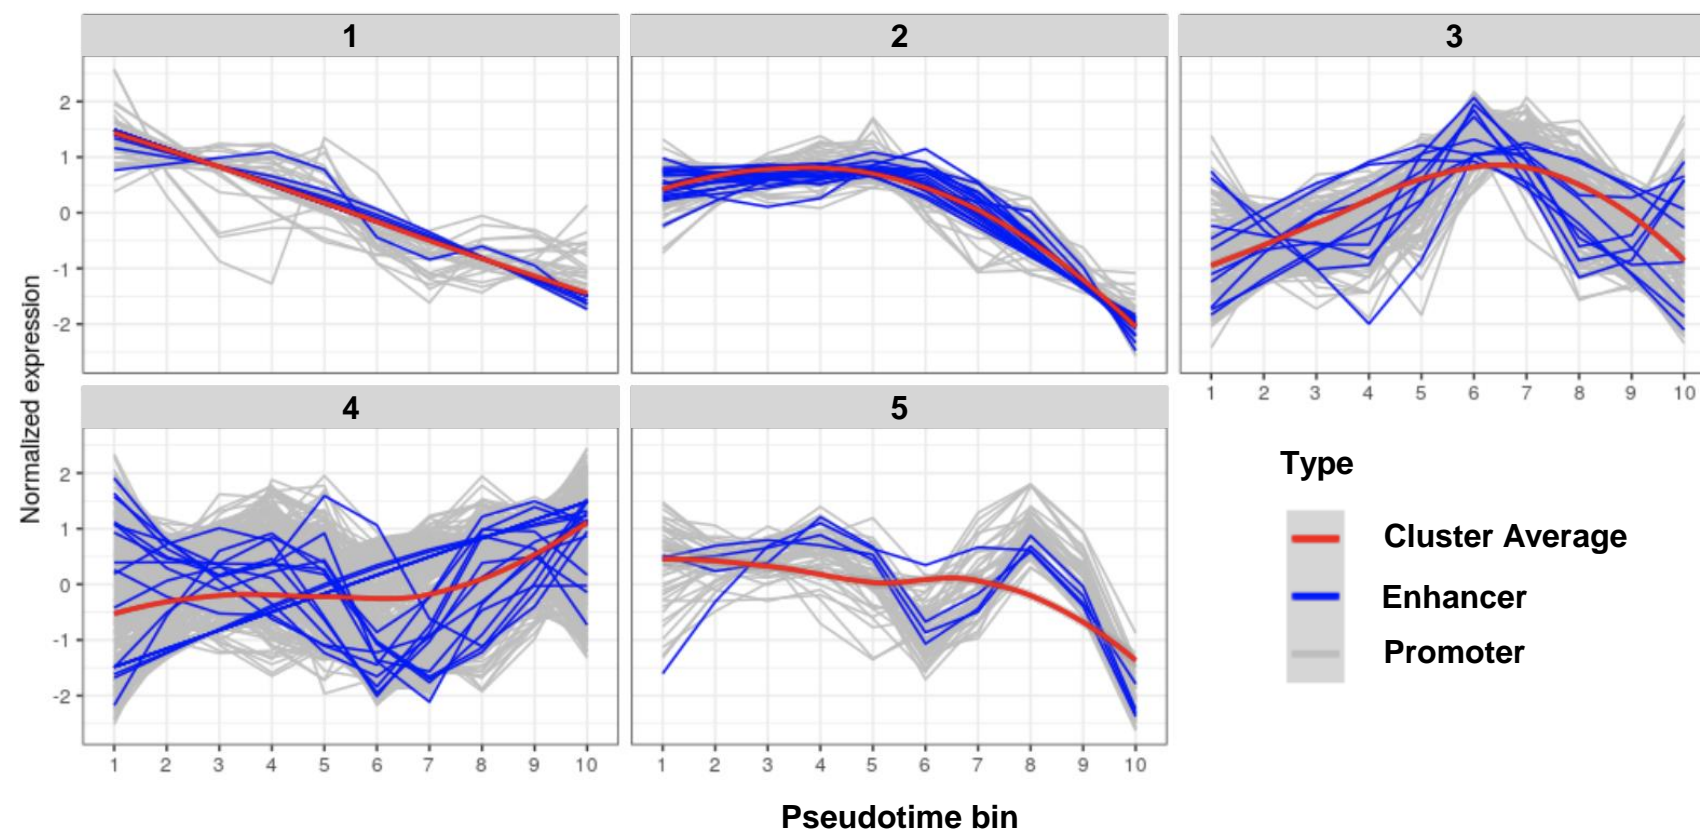 1
2
3
2
1
0
-1
-2
1 2 3 4 5 6 7 8 9 10
4
5
2
1
0
-1
-2
1 2 3 4 5 6 7 8 9 10
1 2 3 4 5 6 7 8 9 10
Normalized expression
Pseudotime bin
Type
Cluster Average
Enhancer
Promoter